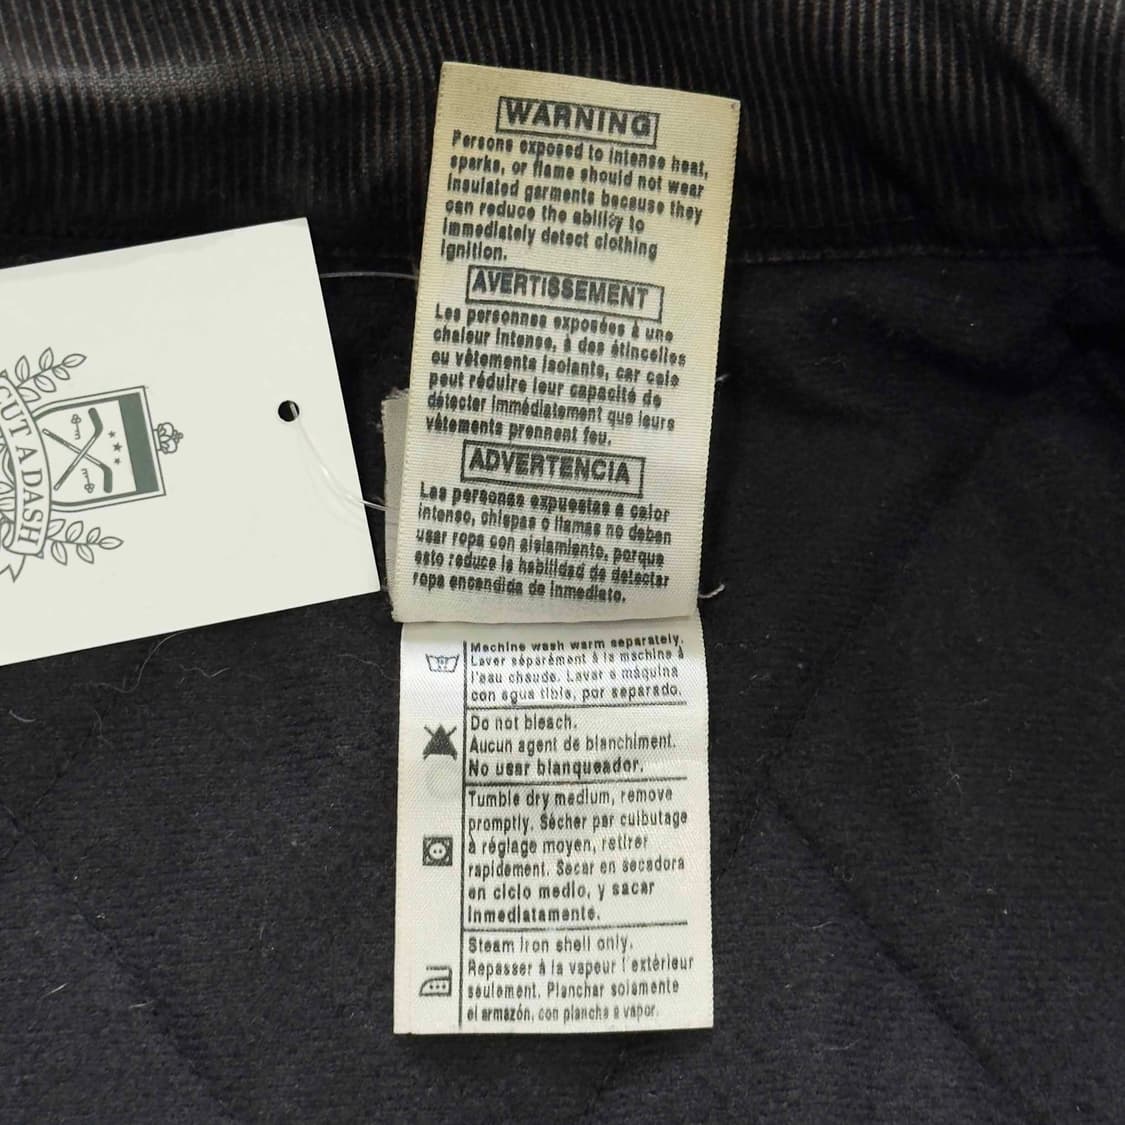 WARNING
Persons exposed to intense heat,
sparks, or flame should not wear
insulated garments because they
can reduce the ability to
immediately detect clothing
ignition.
AVERTISSEMENT
Les personnes exposées à une
chaleur intense, à des étincelles
ou vêtements isolants, car cela
peut réduire leur capacité de
détecter immédiatement que leurs
vêtements prennent feu.
ADVERTENCIA
Las personas expuestas a calor
intenso, chispas o llamas no deben
usar ropa con aislamiento, porque
esto reduce la habilidad de detectar
ropa encendida de inmediato.
CUT A DASH
Machine wash warm separately.
Laver séparément à la machine à
l'eau chaude. Lavar a máquina
con agua tibia, por separado.
Do not bleach.
Aucun agent de blanchiment.
No usar blanqueador.
Tumble dry medium, remove
promptly. Sécher par culbutage
à réglage moyen, retirer
rapidement. Secar en secadora
en ciclo medio, y sacar
inmediatamente.
Steam iron shell only.
Repasser à la vapeur l'extérieur
seulement. Planchar solamente
el armazón, con plancha a vapor.